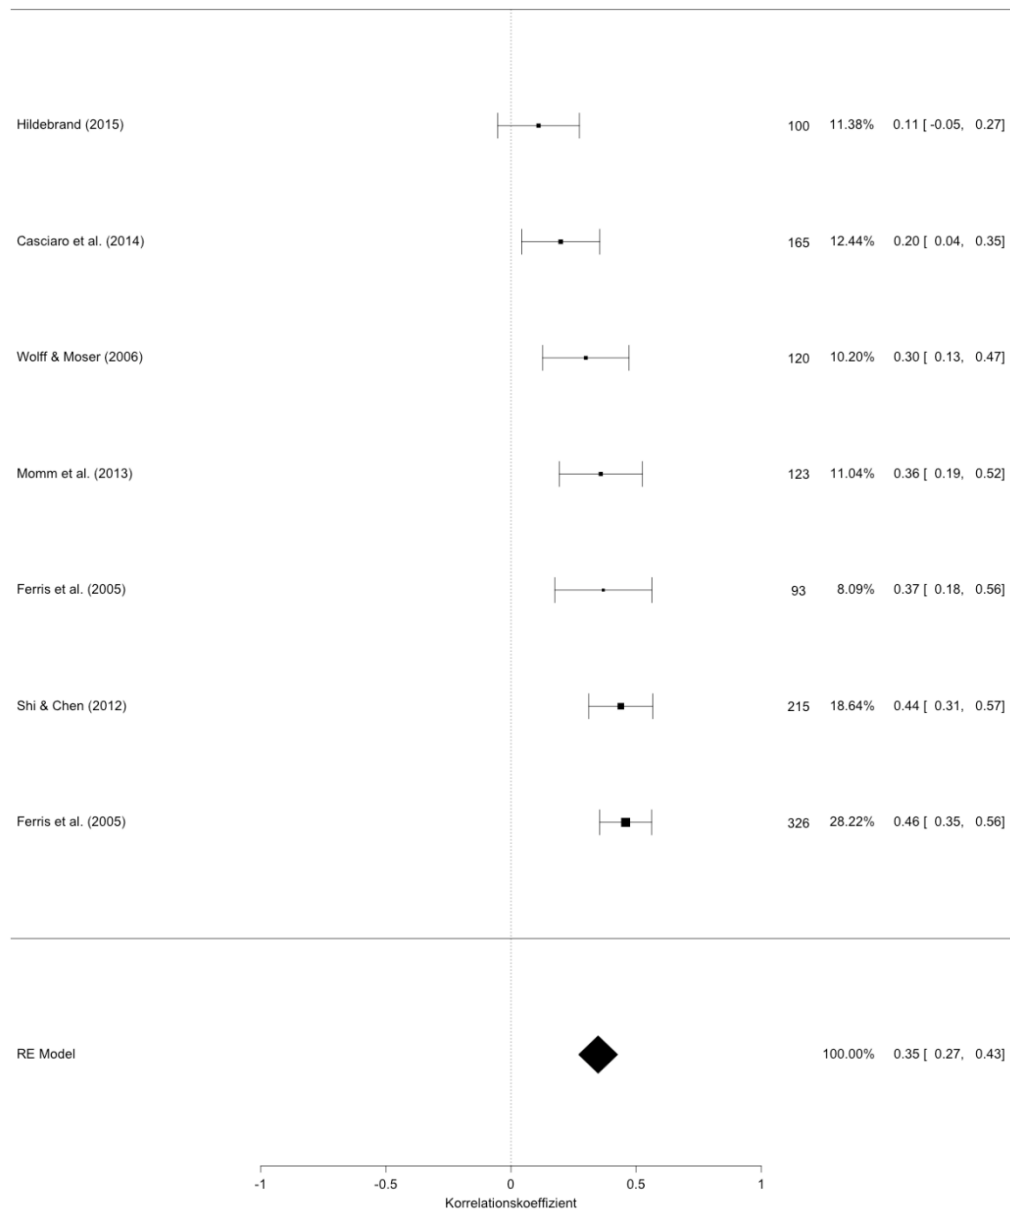 Hildebrand (2015) 100 11.38% 0.11 [ -0.05, 0.27]
Casciaro et al. (2014) 165 12.44% 0.20 [ 0.04, 0.35]
Wolff & Moser (2006) 120 10.20% 0.30 [ 0.13, 0.47]
Momm et al. (2013) 123 11.04% 0.36 [ 0.19, 0.52]
Ferris et al. (2005) 93 8.09% 0.37 [ 0.18, 0.56]
Shi & Chen (2012) 215 18.64% 0.44 [ 0.31, 0.57]
Ferris et al. (2005) 326 28.22% 0.46 [ 0.35, 0.56]
RE Model 100.00% 0.35 [ 0.27, 0.43]
-1 -0.5 0 0.5 1
Korrelationskoeffizient